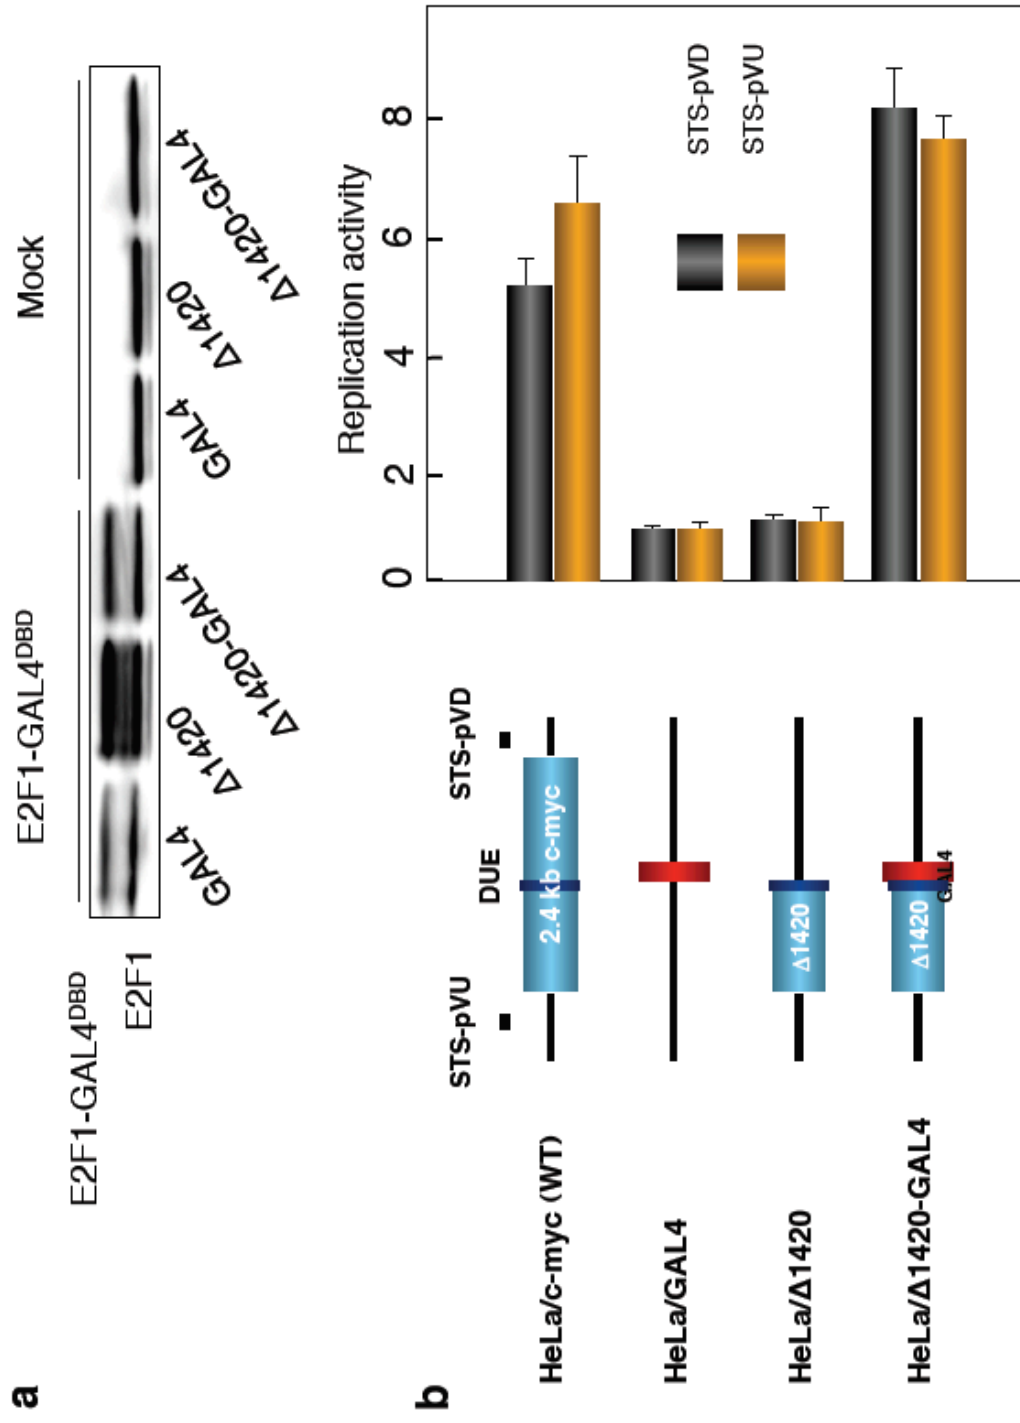 a
E2F1-GAL4DBD
Mock
E2F1-GAL4DBD
E2F1
GAL4
Δ1420
Δ1420-GAL4
GAL4
Δ1420
Δ1420-GAL4
b
Replication activity
0 2 4 6 8
STS-pVU
DUE
STS-pVD
HeLa/c-myc (WT)
2.4 kb c-myc
HeLa/GAL4
HeLa/Δ1420
Δ1420
HeLa/Δ1420-GAL4
Δ1420
GAL4
STS-pVD
STS-pVU